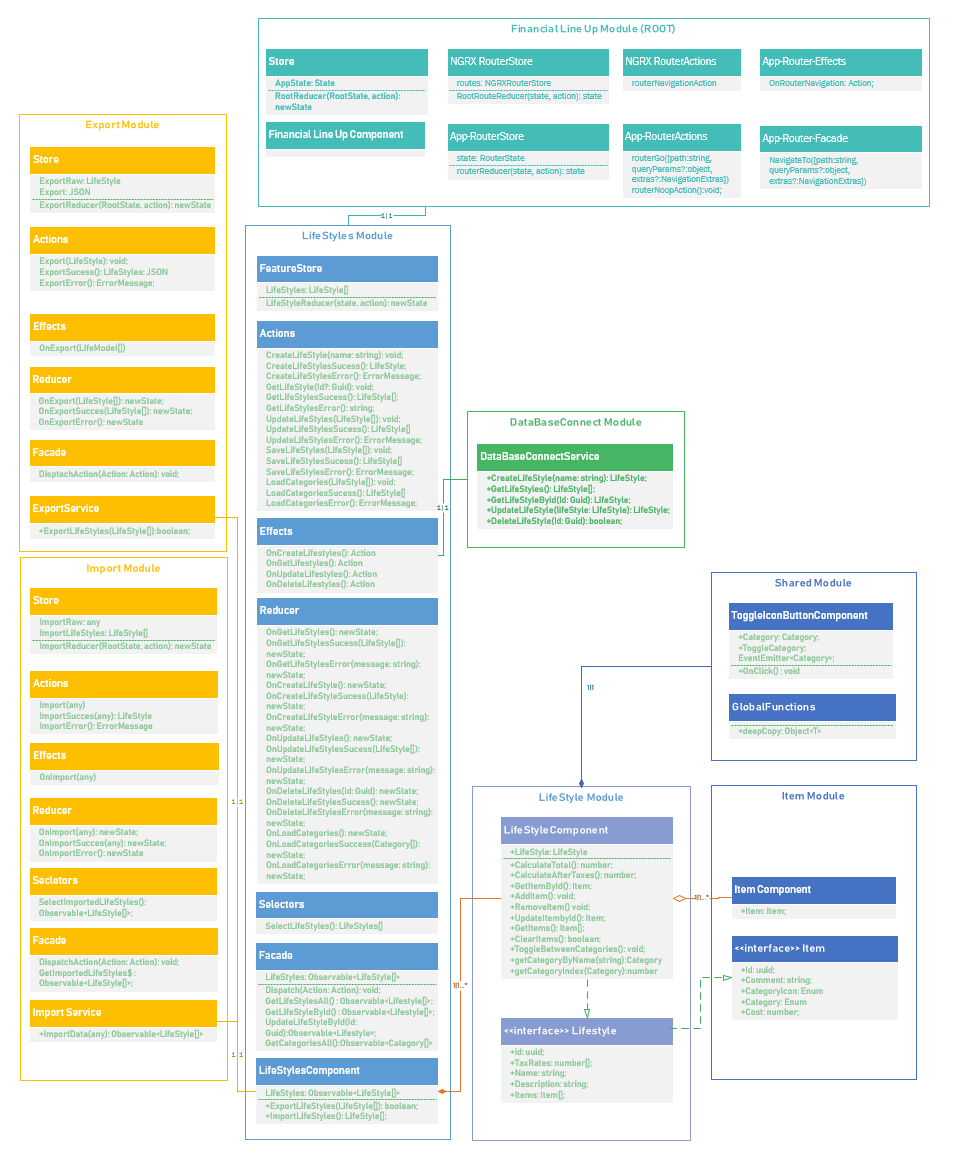 Financial Line Up Module (ROOT)
Store
AppState: State
RootReducer(RootState, action):
newState
Financial Line Up Component
NGRX RouterStore
routes: NGRXRouterStore
RootRouteReducer(state, action): state
App-RouterStore
state: RouterState
routerReducer(state, action): state
NGRX RouterActions
routerNavigationAction
App-RouterActions
routerGo({path:string,
queryParams?:object,
extras?:NavigationExtras})
routerNoopAction():void;
App-Router-Effects
OnRouterNavigation: Action;
App-Router-Facade
NavigateTo({path:string,
queryParams?:object,
extras?:NavigationExtras})
1|1
Export Module
Store
ExportRaw: LifeStyle
Export: JSON
ExportReducer(RootState, action): newState
Actions
Export(LifeStyle): void;
ExportSucess(): LifeStyles: JSON
ExportError(): ErrorMessage;
Effects
OnExport(LifeModel[])
Reducer
OnExport(LifeStyle[]): newState;
OnExportSucces(LifeStyle[]): newState;
OnExportError(): newState
Facade
DisptachAction(Action: Action): void;
ExportService
+ExportLifeStyles(LifeStyle[]):boolean;
Import Module
Store
ImportRaw: any
ImportLifeStyles: LifeStyle[]
ImportReducer(RootState, action): newState
Actions
Import(any)
ImportSucces(any): LifeStyle
ImportError(): ErrorMessage
Effects
OnImport(any)
Reducer
OnImport(any): newState;
OnImportSucces(any): newState;
OnImportError(): newState
Secletors
SelectImportedLifeStyles():
Observable<LifeStyle[]>;
Facade
DispatchAction(Action: Action): void;
GetImportedLifeStyles$ :
Observable<LifeStyle[]>;
Import Service
+ImportData(any): Observable<LifeStyle[]>
1|1
1|1
LifeStyles Module
FeatureStore
LifeStyles: LifeStyle[]
LifeStyleReducer(state, action): newState
Actions
CreateLifeStyle(name: string): void;
CreateLifeStylesSucess(): LifeStyle;
CreateLifeStylesError(): ErrorMessage;
GetLifeStyle(Id?: Guid): void;
GetLifeStylesSucess(): LifeStyle[];
GetLifeStylesError(): string;
UpdateLifeStyles(LifeStyle[]): void;
UpdateLifeStylesSucess(): LifeStyle[]
UpdateLifeStylesError(): ErrorMessage;
SaveLifeStyles(LifeStyle[]): void;
SaveLifeStylesSucess(): LifeStyle[]
SaveLifeStylesError(): ErrorMessage;
LoadCategories(LifeStyle[]): void;
LoadCategoriesSucess(): LifeStyle[]
LoadCategoriesError(): ErrorMessage;
1|1
Effects
OnCreateLifestyles(): Action
OnGetLifestyles(): Action
OnUpdateLifestyles(): Action
OnDeleteLifestyles(): Action
Reducer
OnGetLifeStyles(): newState;
OnGetLifeStylesSucess(LifeStyle[]):
newState;
OnGetLifeStylesError(message: string):
newState;
OnCreateLifeStyle(): newState;
OnCreateLifeStyleSucess(LifeStyle):
newState;
OnCreateLifeStyleError(message: string):
newState;
OnUpdateLifeStyles(): newState;
OnUpdateLifeStylesSucess(LifeStyle[]):
newState;
OnUpdateLifeStylesError(message: string):
newState;
OnDeleteLifeStyles(Id: Guid): newState;
OnDeleteLifeStylesSucess(): newState;
OnDeleteLifeStylesError(message: string):
newState;
OnLoadCategories(): newState;
OnLoadCategoriesSuccess(Category[]):
newState;
OnLoadCategoriesError(message: string):
newState;
Selectors
SelectLifeStyles(): LifeStyles[]
Facade
LifeStyles: Observable<LifeStyle[]>
Dispatch(Action: Action): void;
GetLifeStylesAll() : Observable<Lifestyle[]>;
GetLifeStyleById() : Observable<Lifestyle[]>;
UpdateLifeStyleById(Id:
Guid):Observable<Lifestyle>;
GetCategoriesAll():Observable<Category[]>
LifeStylesComponent
LifeStyles: Observable<LifeStyle[]>
+ExportLifeStyles(LifeStyle[]): boolean;
+ImportLifeStyles(): LifeStyle[];
1|1..*
DataBaseConnect Module
DataBaseConnectService
+CreateLifeStyle(name: string): LifeStyle;
+GetLifeStyles(): LifeStyle[];
+GetLifeStyleById(Id: Guid): LifeStyle;
+UpdateLifeStyle(lifeStyle: LifeStyle): LifeStyle;
+DeleteLifeStyle(Id: Guid): boolean;
Shared Module
ToggleIconButtonComponent
+Category: Category;
+ToggleCategory:
EventEmitter<Category>;
+OnClick() : void
GlobalFunctions
+deepCopy: Object<T>
1|1
LifeStyle Module
LifeStyleComponent
+LifeStyle: LifeStyle
+CalculateTotal(): number;
+CalculateAfterTaxes(): number;
+GetItemById(): Item;
+AddItem(): void;
+RemoveItem() void;
+UpdateItembyId(): Item;
+GetItems(): Item[];
+ClearItems(): boolean;
+ToggleBetweenCategories(): void;
+getCategoryByName(string):Category
+getCategoryIndex(Category):number
<<interface>> Lifestyle
+Id: uuid;
+TaxRates: number[];
+Name: string;
+Description: string;
+Items: Item[];
1|1..*
Item Module
Item Component
+Item: Item;
<<interface>> Item
+Id: uuid;
+Comment: string;
+CategoryIcon: Enum
+Category: Enum
+Cost: number;